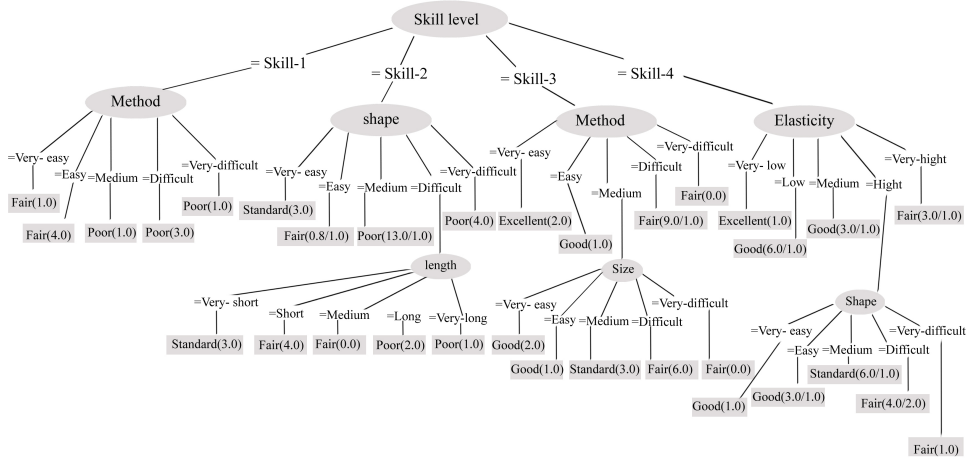 Skill level
= Skill-1
= Skill-2
= Skill-3
= Skill-4
Method
shape
Method
Elasticity
=Very- easy
=Easy
=Medium
=Difficult
=Very-difficult
Fair(1.0)
Fair(4.0)
Poor(1.0)
Poor(3.0)
Poor(1.0)
=Very- easy
=Easy
=Medium
=Difficult
=Very-difficult
Standard(3.0)
Fair(0.8/1.0)
Poor(13.0/1.0)
Poor(4.0)
length
=Very- short
=Short
=Medium
=Long
=Very-long
Standard(3.0)
Fair(4.0)
Fair(0.0)
Poor(2.0)
Poor(1.0)
=Very- easy
=Easy
=Medium
=Difficult
=Very-difficult
Excellent(2.0)
Good(1.0)
Fair(9.0/1.0)
Fair(0.0)
Size
=Very- easy
=Easy
=Medium
=Difficult
=Very-difficult
Good(2.0)
Good(1.0)
Standard(3.0)
Fair(6.0)
Fair(0.0)
=Very- low
=Low
=Medium
=Hight
=Very-hight
Excellent(1.0)
Good(6.0/1.0)
Good(3.0/1.0)
Fair(3.0/1.0)
Shape
=Very- easy
=Easy
=Medium
=Difficult
=Very-difficult
Good(1.0)
Good(3.0/1.0)
Standard(6.0/1.0)
Fair(4.0/2.0)
Fair(1.0)